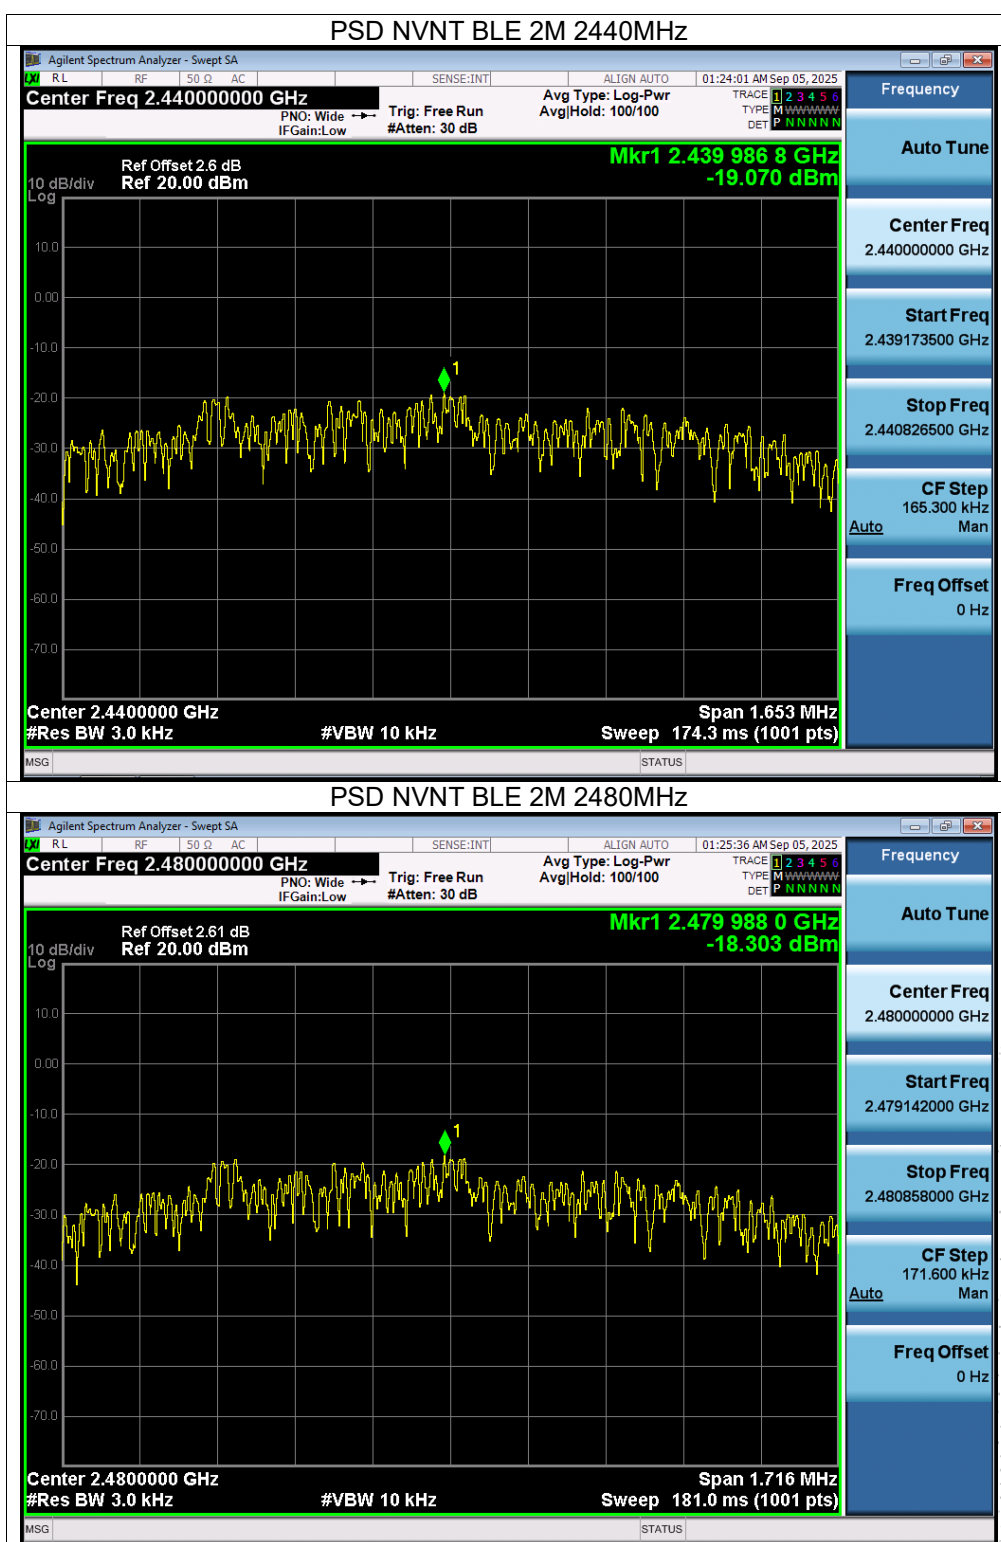 PSD NVNT BLE 2M 2440MHz
Agilent Spectrum Analyzer - Swept SA
LXI RL RF 50 Ω AC SENSE:INT ALIGN AUTO 01:24:01 AM Sep 05, 2025
Center Freq 2.440000000 GHz Avg Type: Log-Pwr TRACE 1 2 3 4 5 6
PNO: Wide Trig: Free Run Avg|Hold: 100/100 TYPE M WWWWW
IFGain:Low #Atten: 30 dB DET P N N N N N
Frequency
Ref Offset 2.6 dB Mkr1 2.439 986 8 GHz
10 dB/div Ref 20.00 dBm -19.070 dBm
Log
10.0
0.00
-10.0
1
-20.0
-30.0
-40.0
-50.0
-60.0
-70.0
Center 2.4400000 GHz Span 1.653 MHz
#Res BW 3.0 kHz #VBW 10 kHz Sweep 174.3 ms (1001 pts)
MSG STATUS
Auto Tune
Center Freq
2.440000000 GHz
Start Freq
2.439173500 GHz
Stop Freq
2.440826500 GHz
CF Step
165.300 kHz
Auto Man
Freq Offset
0 Hz
PSD NVNT BLE 2M 2480MHz
Agilent Spectrum Analyzer - Swept SA
LXI RL RF 50 Ω AC SENSE:INT ALIGN AUTO 01:25:36 AM Sep 05, 2025
Center Freq 2.480000000 GHz Avg Type: Log-Pwr TRACE 1 2 3 4 5 6
PNO: Wide Trig: Free Run Avg|Hold: 100/100 TYPE M WWWWW
IFGain:Low #Atten: 30 dB DET P N N N N N
Frequency
Ref Offset 2.61 dB Mkr1 2.479 988 0 GHz
10 dB/div Ref 20.00 dBm -18.303 dBm
Log
10.0
0.00
-10.0
1
-20.0
-30.0
-40.0
-50.0
-60.0
-70.0
Center 2.4800000 GHz Span 1.716 MHz
#Res BW 3.0 kHz #VBW 10 kHz Sweep 181.0 ms (1001 pts)
MSG STATUS
Auto Tune
Center Freq
2.480000000 GHz
Start Freq
2.479142000 GHz
Stop Freq
2.480858000 GHz
CF Step
171.600 kHz
Auto Man
Freq Offset
0 Hz